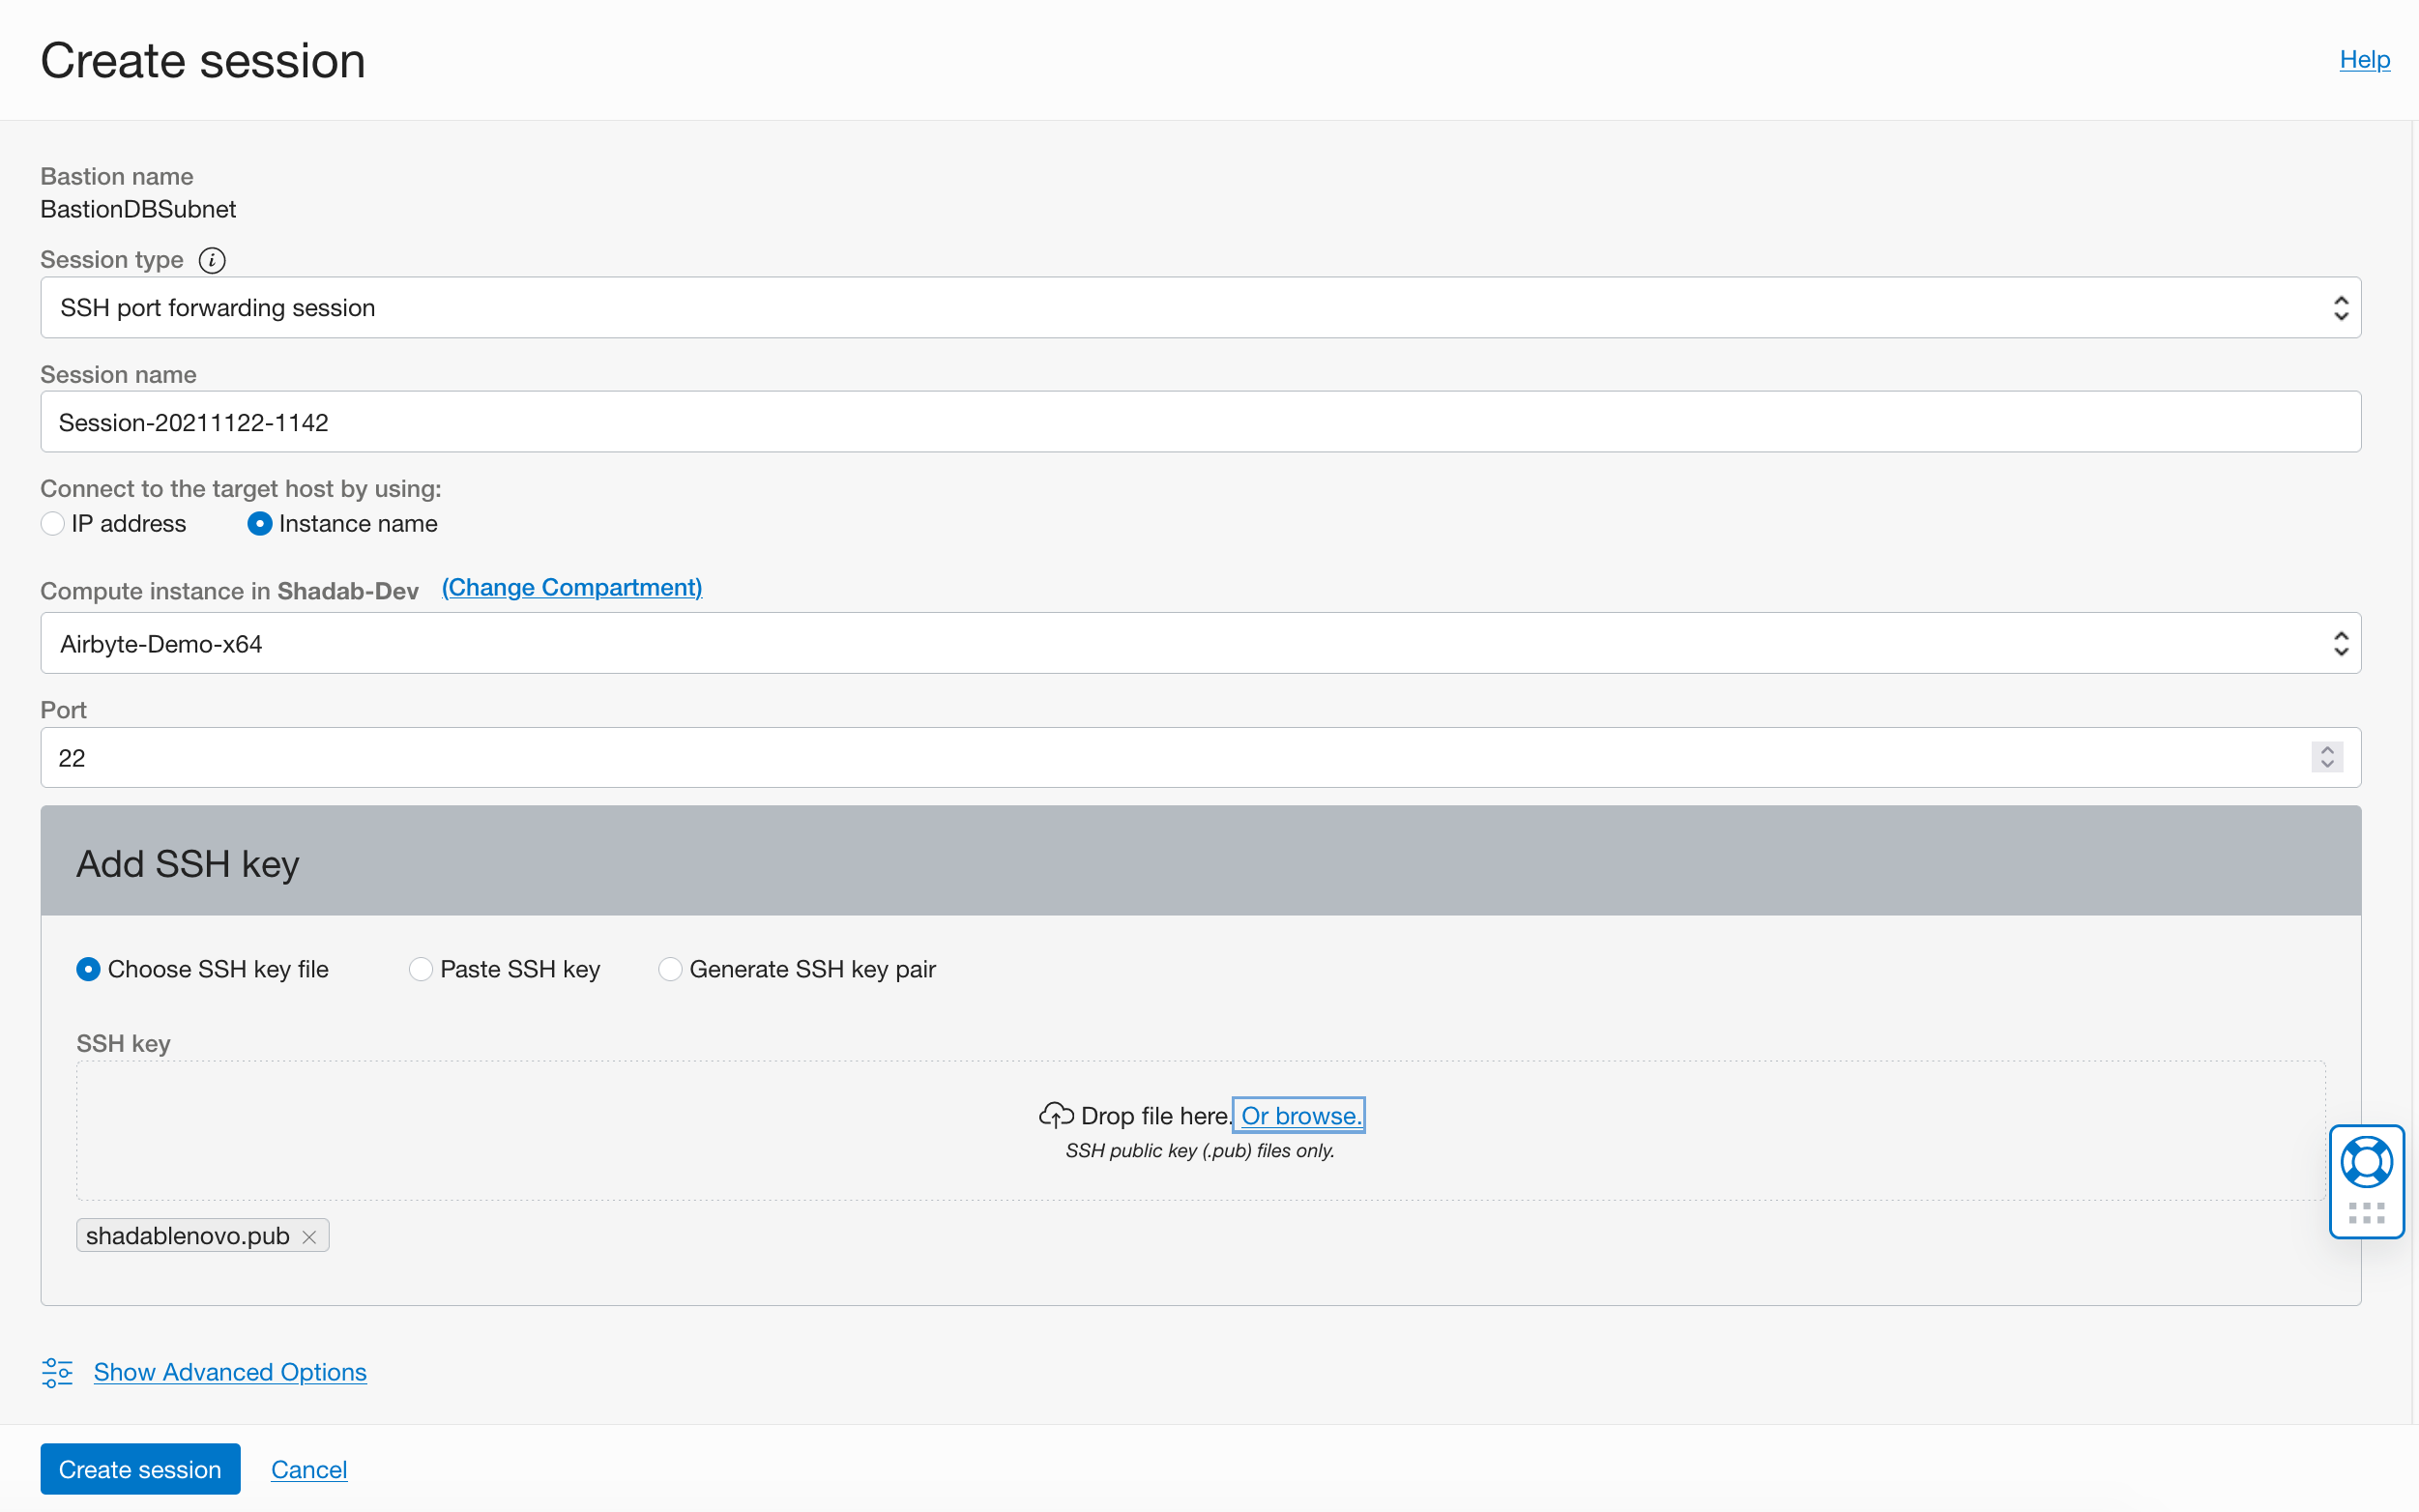 Create session
Help
Bastion name
BastionDBSubnet
Session type i
SSH port forwarding session
Session name
Session-20211122-1142
Connect to the target host by using:
IP address Instance name
Compute instance in Shadab-Dev (Change Compartment)
Airbyte-Demo-x64
Port
22
Add SSH key
Choose SSH key file Paste SSH key Generate SSH key pair
SSH key
Drop file here. Or browse.
SSH public key (.pub) files only.
shadablenovo.pub
Show Advanced Options
Create session Cancel